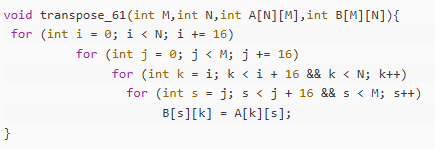 void transpose_61(int M,int N,int A[N][M],int B[M][N]){
for (int i = 0; i < N; i += 16)
for (int j = 0; j < M; j += 16)
for (int k = i; k < i + 16 && k < N; k++)
for (int s = j; s < j + 16 && s < M; s++)
B[s][k] = A[k][s];
}